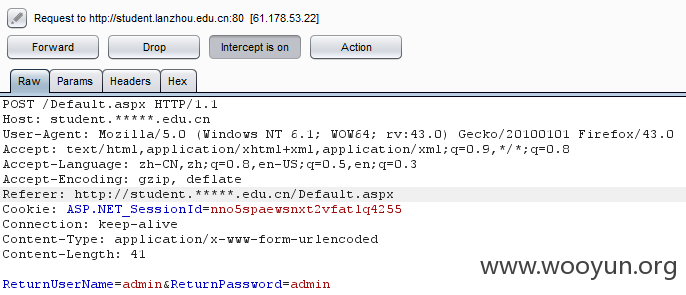 Request to http://student.lanzhou.edu.cn:80 [61.178.53.22]
Forward Drop Intercept is on Action
Raw Params Headers Hex
POST /Default.aspx HTTP/1.1
Host: student.*****.edu.cn
User-Agent: Mozilla/5.0 (Windows NT 6.1; WOW64; rv:43.0) Gecko/20100101 Firefox/43.0
Accept: text/html,application/xhtml+xml,application/xml;q=0.9,*/*;q=0.8
Accept-Language: zh-CN,zh;q=0.8,en-US;q=0.5,en;q=0.3
Accept-Encoding: gzip, deflate
Referer: http://student.*****.edu.cn/Default.aspx
Cookie: ASP.NET_SessionId=nno5spaewsnxt2vfatlq4255
Connection: keep-alive
Content-Type: application/x-www-form-urlencoded
Content-Length: 41
www.wooyun.org
ReturnUserName=admin&ReturnPassword=admin